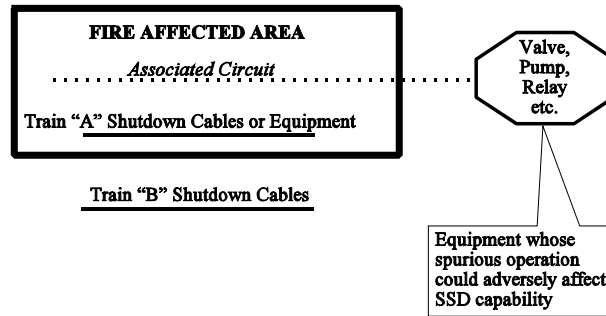 FIRE AFFECTED AREA
Associated Circuit
Train “A” Shutdown Cables or Equipment
Train “B” Shutdown Cables
Valve,
Pump,
Relay
etc.
Equipment whose
spurious operation
could adversely affect
SSD capability